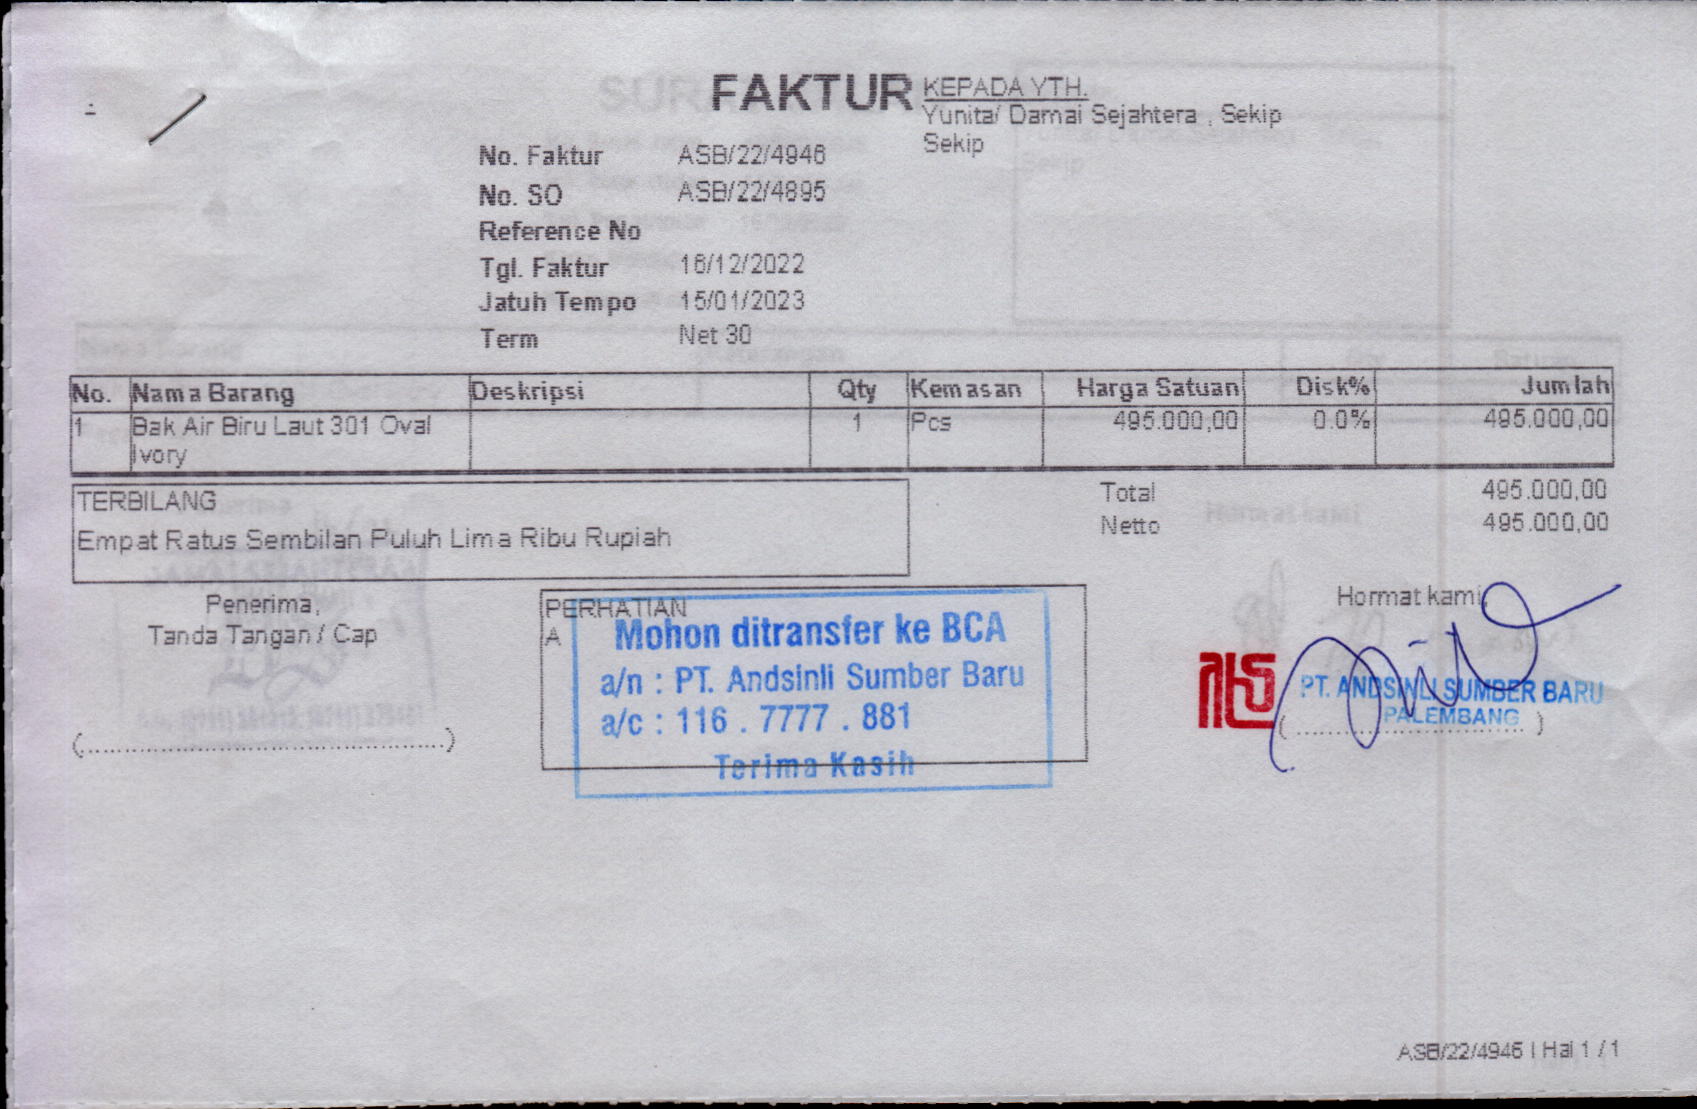 FAKTUR
KEPADA YTH.
Yunita/ Damai Sejahtera , Sekip
Sekip
No. Faktur ASB/22/4946
No. SO ASB/22/4895
Reference No
Tgl. Faktur 16/12/2022
Jatuh Tempo 15/01/2023
Term Net 30
No. Nama Barang Deskripsi Qty Kemasan Harga Satuan Disk% Jumlah
1 Bak Air Biru Laut 301 Oval 1 Pcs 495.000,00 0.0% 495.000,00
Ivory
TERBILANG
Empat Ratus Sembilan Puluh Lima Ribu Rupiah
Total 495.000,00
Netto 495.000,00
Penerima,
Tanda Tangan / Cap
(..............................................)
PERHATIAN
A
Mohon ditransfer ke BCA
a/n : PT. Andsinli Sumber Baru
a/c : 116 . 7777 . 881
Terima Kasih
Hormat kami,
PT. ANDSINLI SUMBER BARU
PALEMBANG
(..............................)
ASB/22/4946 | Hal 1 / 1